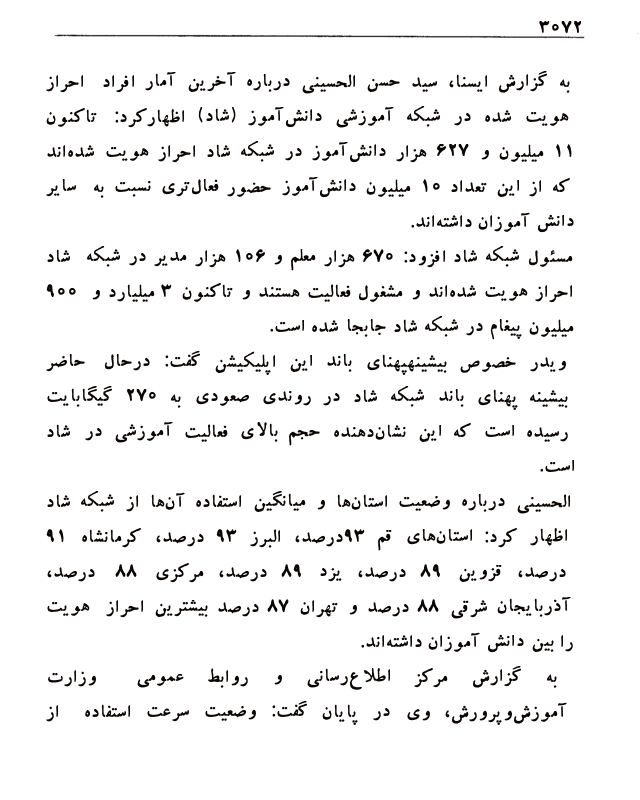 ۳۰۷۲
به گزارش ایسنا، سید حسن الحسینی درباره آخرین آمار افراد احراز
هویت شده در شبکه آموزشی دانش‌آموز (شاد) اظهارکرد: تاکنون
۱۱ میلیون و ۶۲۷ هزار دانش‌آموز در شبکه شاد احراز هویت شده‌اند
که از این تعداد ۱۰ میلیون دانش‌آموز حضور فعال‌تری نسبت به سایر
دانش آموزان داشته‌اند.
مسئول شبکه شاد افزود: ۶۷۰ هزار معلم و ۱۰۶ هزار مدیر در شبکه شاد
احراز هویت شده‌اند و مشغول فعالیت هستند و تاکنون ۳ میلیارد و ۹۰۰
میلیون پیغام در شبکه شاد جابجا شده است.
ویدر خصوص بیشینهپهنای باند این اپلیکیشن گفت: درحال حاضر
بیشینه پهنای باند شبکه شاد در روندی صعودی به ۲۷۰ گیگابایت
رسیده است که این نشان‌دهنده حجم بالای فعالیت آموزشی در شاد
است.
الحسینی درباره وضعیت استان‌ها و میانگین استفاده آن‌ها از شبکه شاد
اظهار کرد: استان‌های قم ۹۳درصد، البرز ۹۳ درصد، کرمانشاه ۹۱
درصد، قزوین ۸۹ درصد، یزد ۸۹ درصد، مرکزی ۸۸ درصد،
آذربایجان شرقی ۸۸ درصد و تهران ۸۷ درصد بیشترین احراز هویت
را بین دانش آموزان داشته‌اند.
به گزارش مرکز اطلاع‌رسانی و روابط عمومی وزارت
آموزش‌وپرورش، وی در پایان گفت: وضعیت سرعت استفاده از